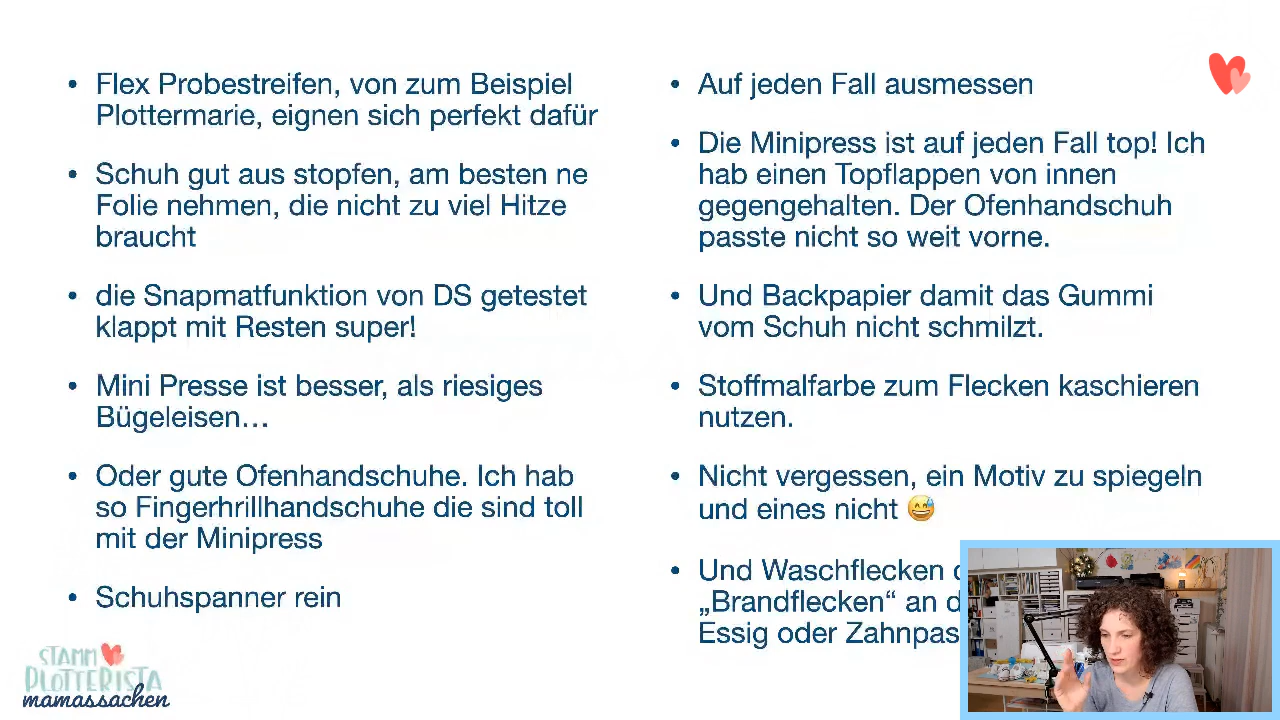 • Flex Probestreifen, von zum Beispiel
Plottermarie, eignen sich perfekt dafür
• Schuh gut aus stopfen, am besten ne
Folie nehmen, die nicht zu viel Hitze
braucht
• die Snapmatfunktion von DS getestet
klappt mit Resten super!
• Mini Presse ist besser, als riesiges
Bügeleisen…
• Oder gute Ofenhandschuhe. Ich hab
so Fingerhrillhandschuhe die sind toll
mit der Minipress
• Schuhspanner rein
• Auf jeden Fall ausmessen
• Die Minipress ist auf jeden Fall top! Ich
hab einen Topflappen von innen
gegengehalten. Der Ofenhandschuh
passte nicht so weit vorne.
• Und Backpapier damit das Gummi
vom Schuh nicht schmilzt.
• Stoffmalfarbe zum Flecken kaschieren
nutzen.
• Nicht vergessen, ein Motiv zu spiegeln
und eines nicht 😅
• Und Waschflecken
„Brandflecken“ an
Essig oder
STAMM
PLOTTERISTA
mamassachen